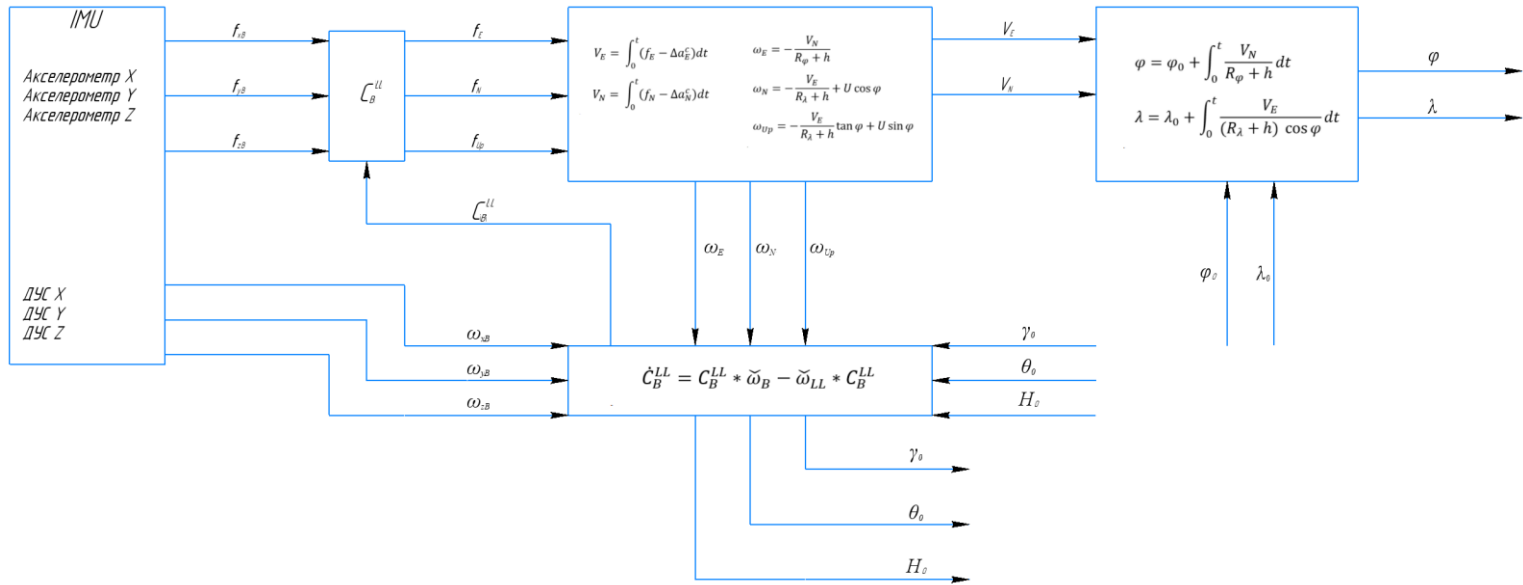 IMU
Акселерометр X
Акселерометр Y
Акселерометр Z
ДУС X
ДУС Y
ДУС Z
f_xB
f_yB
f_zB
C_B^ll
f_E
f_N
f_Up
V_E = ∫_0^t (f_E − Δa_E^c)dt
V_N = ∫_0^t (f_N − Δa_N^c)dt
ω_E = − V_N / (R_φ + h)
ω_N = − V_E / (R_λ + h) + U cos φ
ω_Up = − V_E / (R_λ + h) tan φ + U sin φ
V_E
V_N
φ = φ_0 + ∫_0^t V_N / (R_φ + h) dt
λ = λ_0 + ∫_0^t V_E / ((R_λ + h) cos φ) dt
φ
λ
C_B^ll
ω_E
ω_N
ω_Up
φ_0
λ_0
ω_xB
ω_yB
ω_zB
Ċ_B^LL = C_B^LL * ω̆_B − ω̆_LL * C_B^LL
γ_0
θ_0
H_0
γ_0
θ_0
H_0